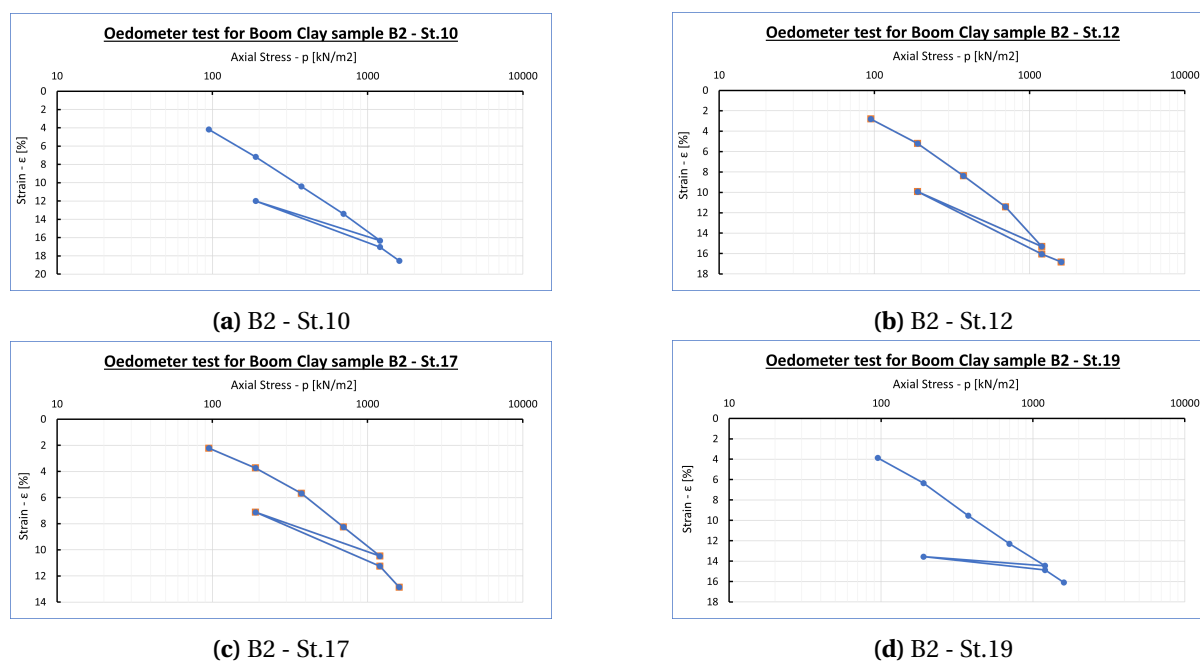 Oedometer test for Boom Clay sample B2 - St.10
Axial Stress - p [kN/m2]
10 100 1000 10000
0
2
4
6
8
10
12
14
16
18
20
Strain - ε [%]
(a) B2 - St.10
Oedometer test for Boom Clay sample B2 - St.12
Axial Stress - p [kN/m2]
10 100 1000 10000
0
2
4
6
8
10
12
14
16
18
Strain - ε [%]
(b) B2 - St.12
Oedometer test for Boom Clay sample B2 - St.17
Axial Stress - p [kN/m2]
10 100 1000 10000
0
2
4
6
8
10
12
14
Strain - ε [%]
(c) B2 - St.17
Oedometer test for Boom Clay sample B2 - St.19
Axial Stress - p [kN/m2]
10 100 1000 10000
0
2
4
6
8
10
12
14
16
18
Strain - ε [%]
(d) B2 - St.19